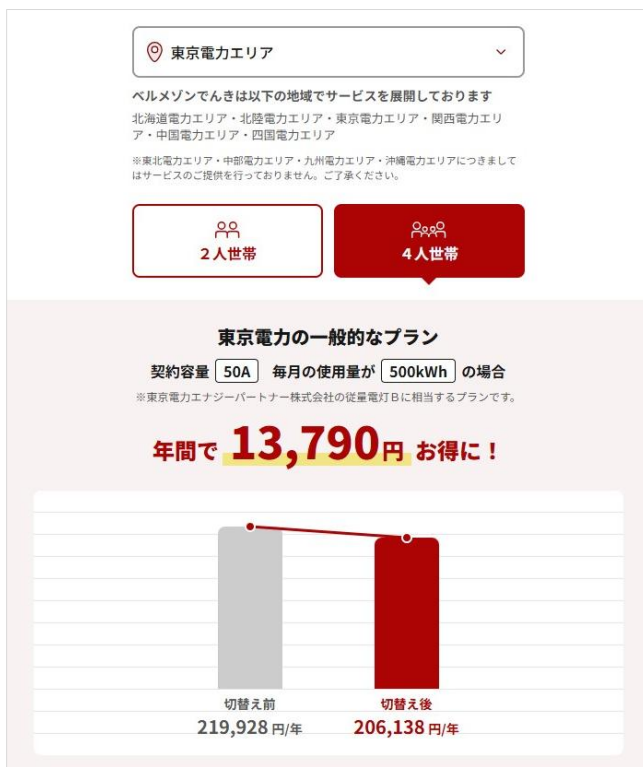 東京電力エリア
ベルメゾンでんきは以下の地域でサービスを展開しております
北海道電力エリア・北陸電力エリア・東京電力エリア・関西電力エリ
ア・中国電力エリア・四国電力エリア
※東北電力エリア・中部電力エリア・九州電力エリア・沖縄電力エリアにつきまして
はサービスのご提供を行っておりません。ご了承ください。
２人世帯
４人世帯
東京電力の一般的なプラン
契約容量 50A 毎月の使用量が 500kWh の場合
※東京電力エナジーパートナー株式会社の従量電灯Ｂに相当するプランです。
年間で 13,790円 お得に！
切替え前
219,928 円/年
切替え後
206,138 円/年